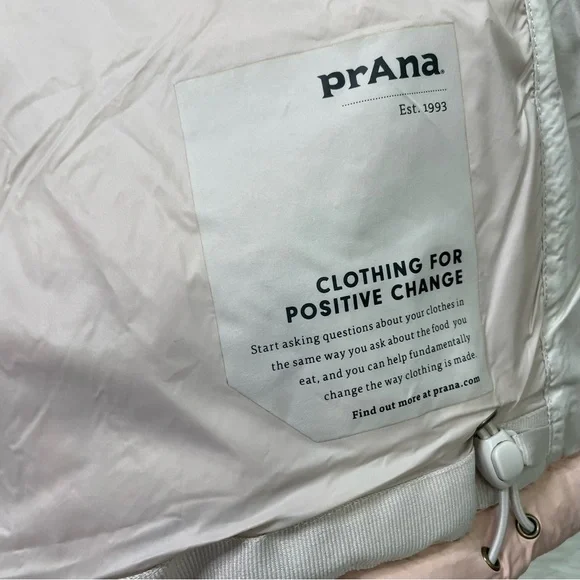 prAna
Est. 1993
CLOTHING FOR
POSITIVE CHANGE
Start asking questions about your clothes in
the same way you ask about the food you
eat, and you can help fundamentally
change the way clothing is made.
Find out more at prana.com